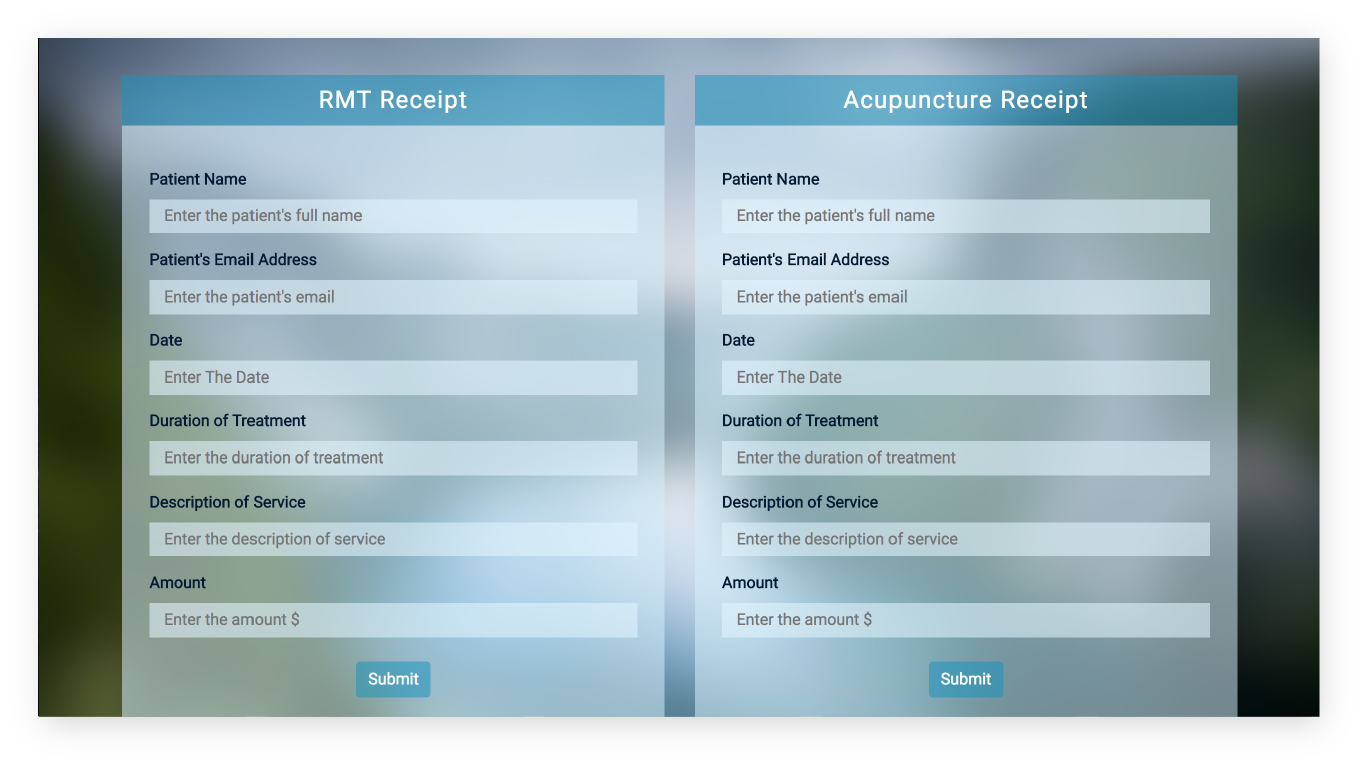 RMT Receipt
Patient Name
Enter the patient's full name
Patient's Email Address
Enter the patient's email
Date
Enter The Date
Duration of Treatment
Enter the duration of treatment
Description of Service
Enter the description of service
Amount
Enter the amount $
Submit
Acupuncture Receipt
Patient Name
Enter the patient's full name
Patient's Email Address
Enter the patient's email
Date
Enter The Date
Duration of Treatment
Enter the duration of treatment
Description of Service
Enter the description of service
Amount
Enter the amount $
Submit